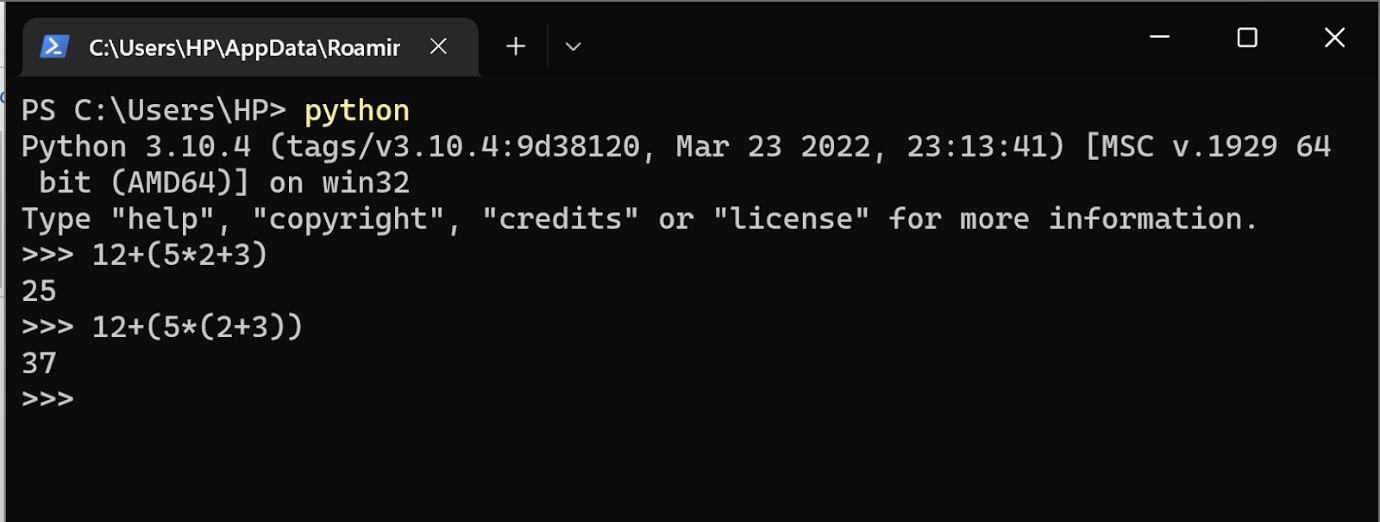 C:\Users\HP\AppData\Roamir
PS C:\Users\HP> python
Python 3.10.4 (tags/v3.10.4:9d38120, Mar 23 2022, 23:13:41) [MSC v.1929 64
 bit (AMD64)] on win32
Type "help", "copyright", "credits" or "license" for more information.
>>> 12+(5*2+3)
25
>>> 12+(5*(2+3))
37
>>>